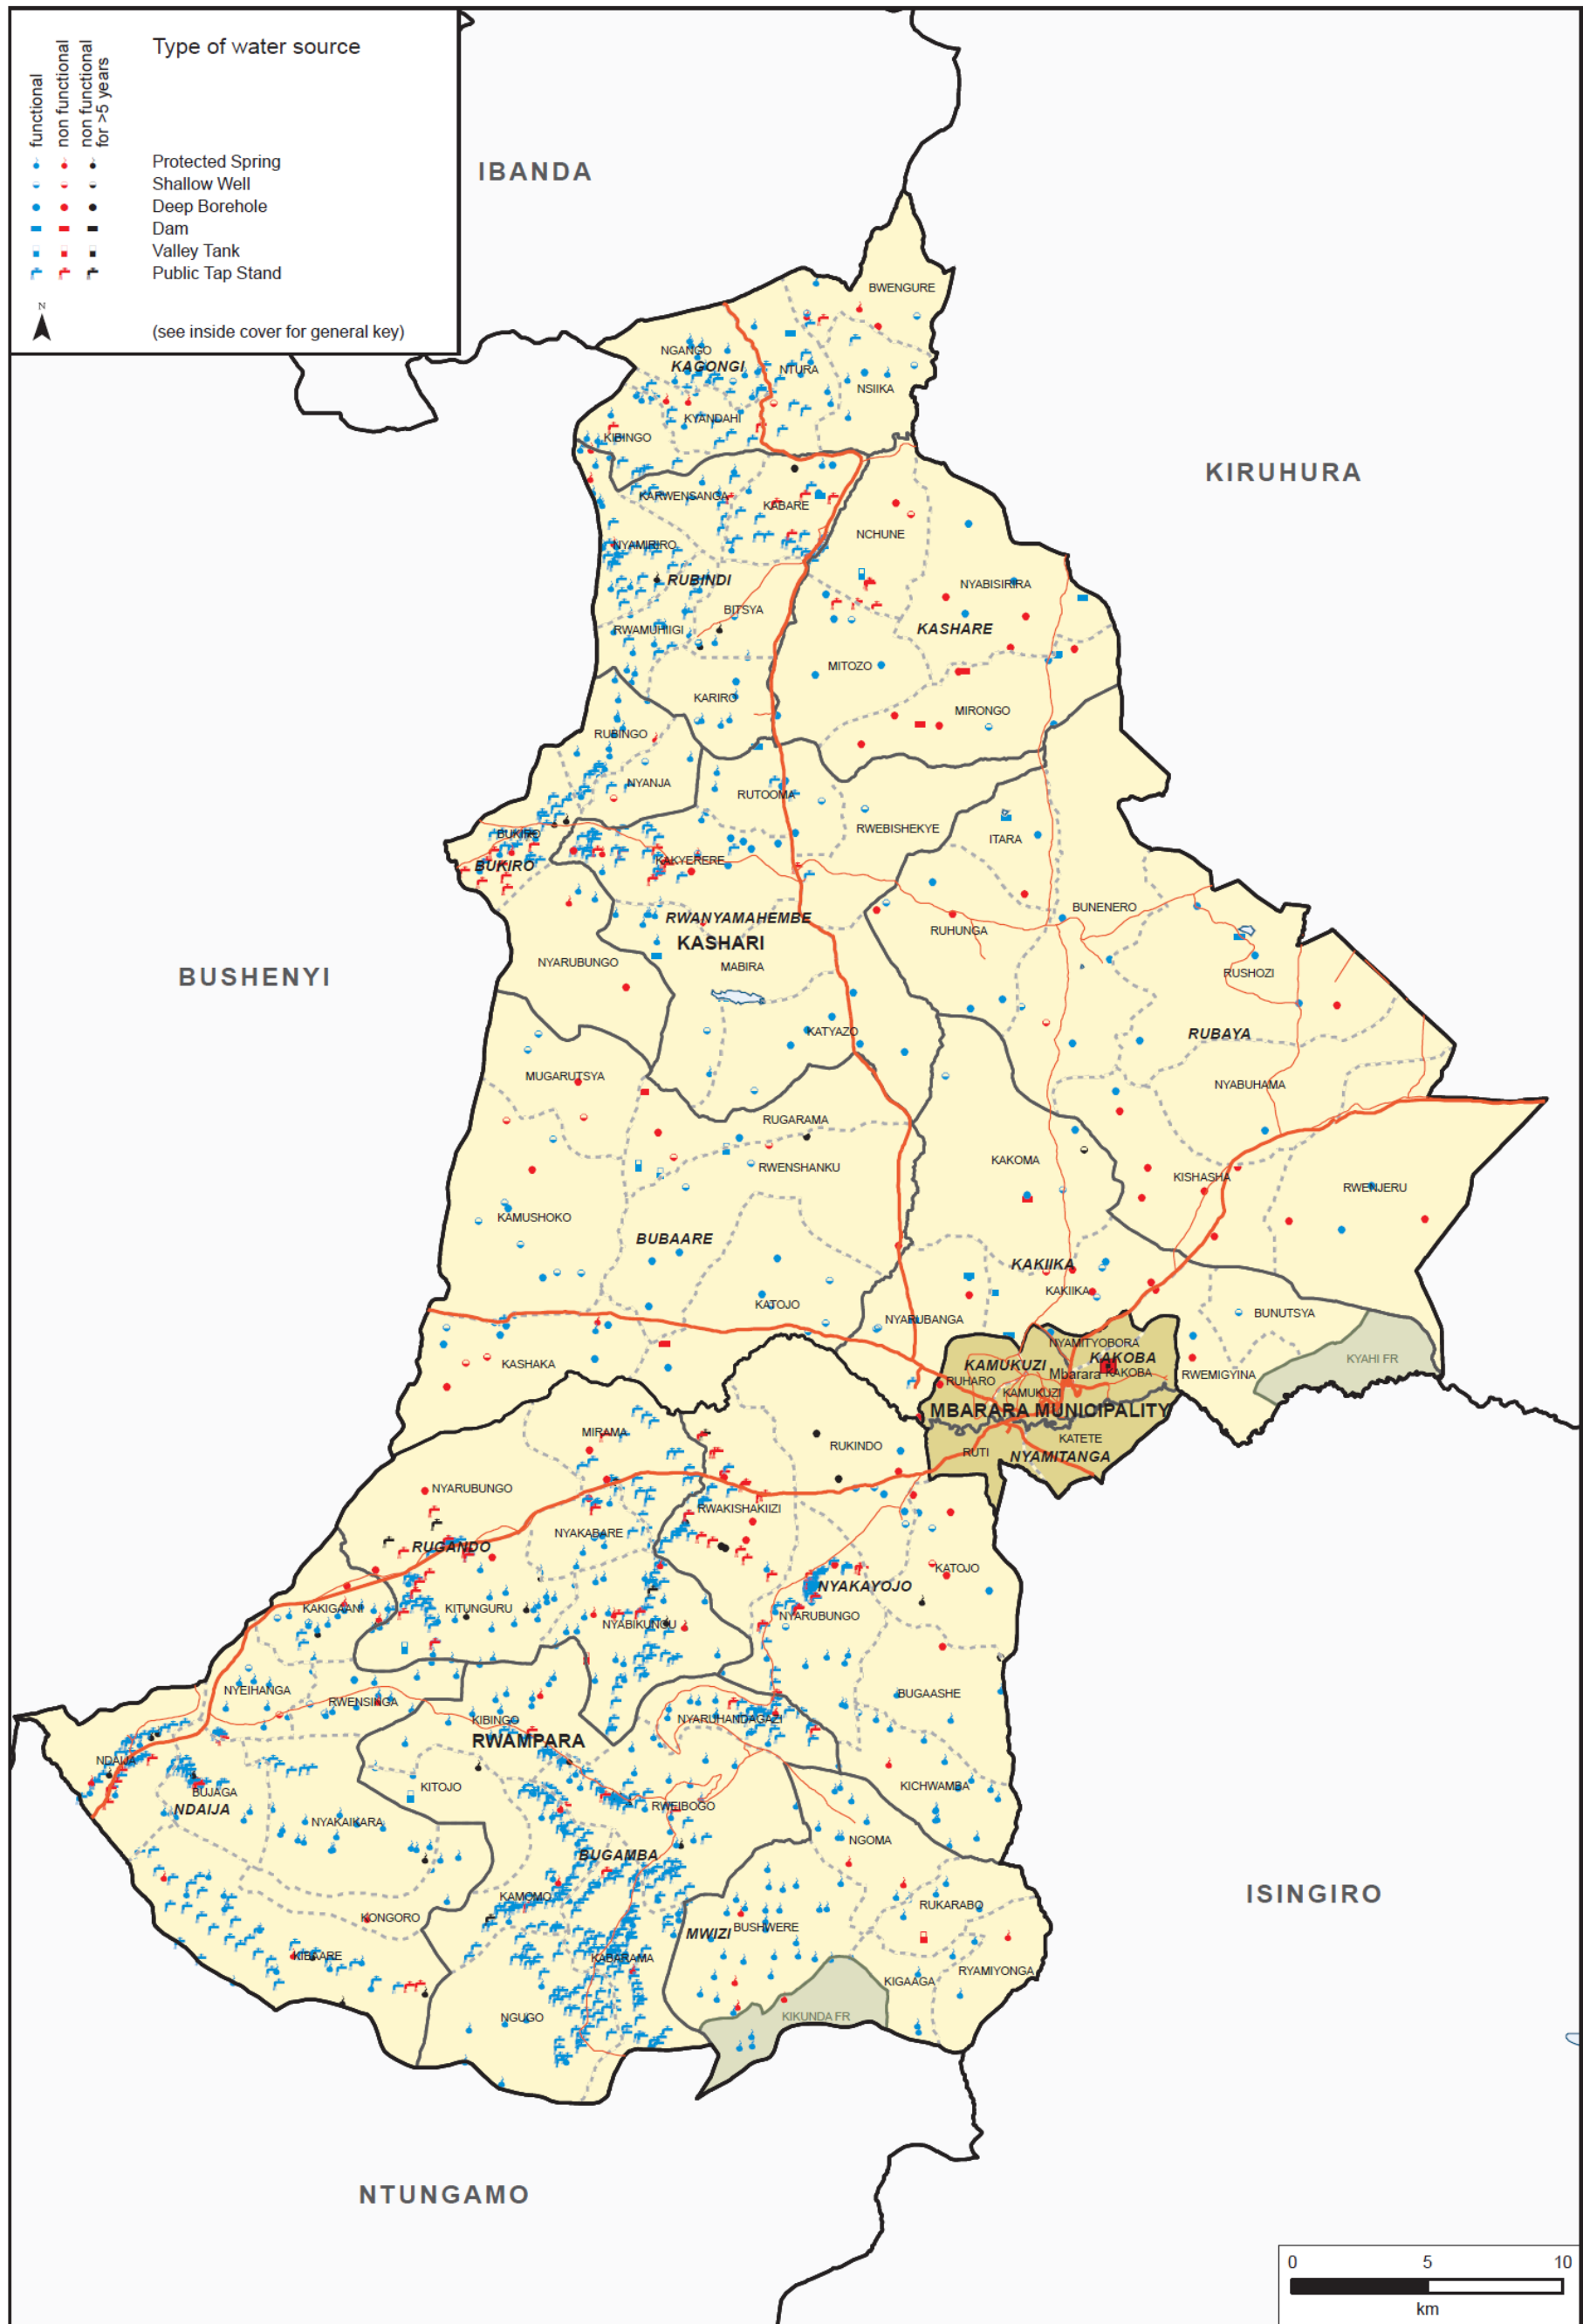 functional
non functional
non functional
for >5 years
Type of water source
Protected Spring
Shallow Well
Deep Borehole
Dam
Valley Tank
Public Tap Stand
N
(see inside cover for general key)
IBANDA
BWENGURE
NGANGO
KAGONGI
NTURA
NSIIKA
KYANDAHI
KIBINGO
KIRUHURA
KARWENSANGA
KABARE
NCHUNE
NYAMIRIRO
RUBINDI
NYABISIRIRA
BITSYA
RWAMUHIIGI
KASHARE
MITOZO
KARIRO
MIRONGO
RUBINGO
NYANJA
RUTOOMA
RWEBISHEKYE
ITARA
BUKIRO
BUKIRO
KAKYERERE
BUNENERO
RWANYAMAHEMBE
RUHUNGA
KASHARI
NYARUBUNGO
MABIRA
RUSHOZI
BUSHENYI
KATYAZO
RUBAYA
MUGARUTSYA
NYABUHAMA
RUGARAMA
RWENSHANKU
KAKOMA
KISHASHA
RWENJERU
KAMUSHOKO
BUBAARE
KAKIIKA
KAKIIKA
KATOJO
NYARUBANGA
BUNUTSYA
NYAMITYOBORA
KASHAKA
KAMUKUZI
KAKOBA
KYAHI FR
RUHARO
Mbarara
KAKOBA
RWEMIGYINA
KAMUKUZI
MBARARA MUNICIPALITY
MIRAMA
RUKINDO
KATETE
RUTI
NYAMITANGA
NYARUBUNGO
RWAKISHAKIIZI
NYAKABARE
RUGANDO
KATOJO
NYAKAYOJO
KAKIGAANI
KITUNGURU
NYARUBUNGO
NYABIKUNGU
NYEIHANGA
RWENSINGA
BUGAASHE
KIBINGO
NYARUHANDAGAZI
RWAMPARA
NDAIJA
BUJAGA
KITOJO
KICHWAMBA
NDAIJA
RWEIBOGO
NYAKAIKARA
NGOMA
BUGAMBA
ISINGIRO
KAMOMO
RUKARABO
KONGORO
BUSHWERE
MWIZI
KIBAARE
KABARAMA
RYAMIYONGA
KIGAAGA
NGUGO
KIKUNDA FR
NTUNGAMO
0 5 10
km